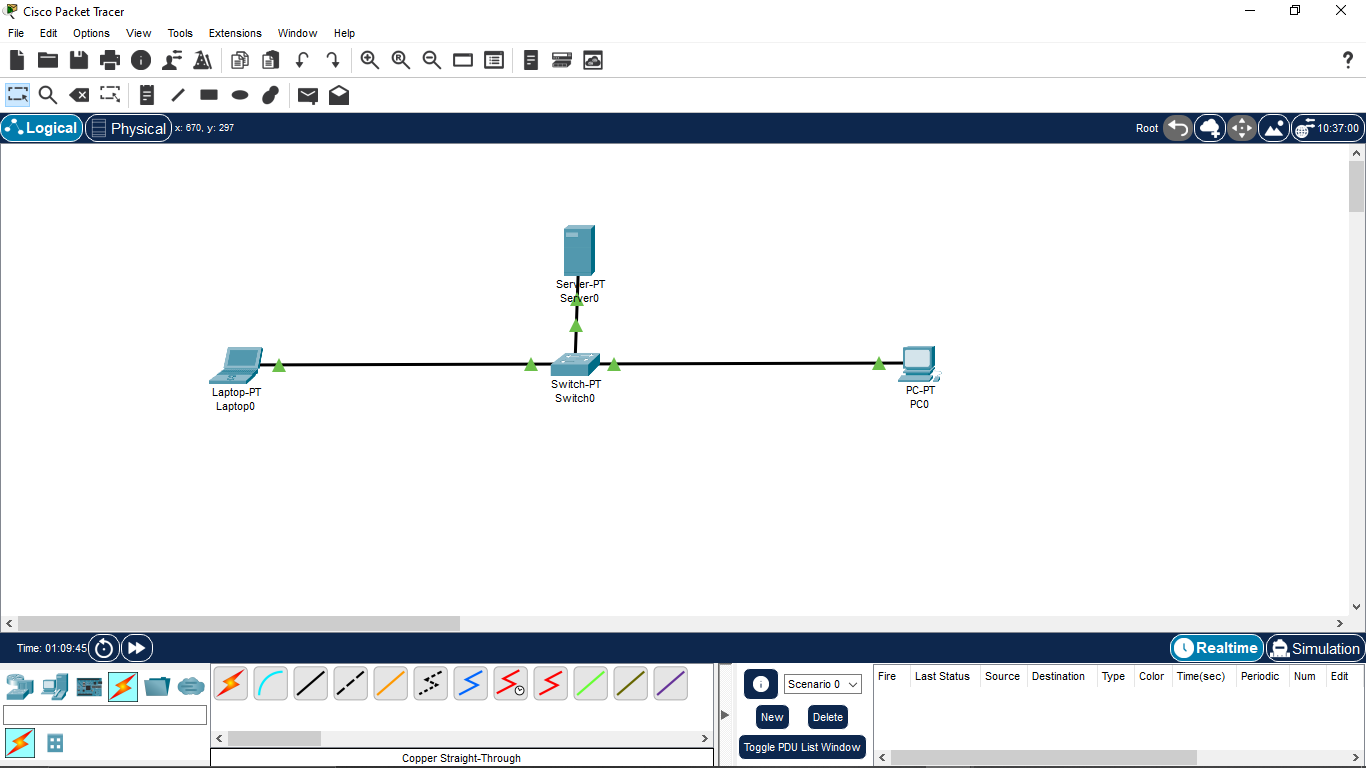 Cisco Packet Tracer
File Edit Options View Tools Extensions Window Help
Logical Physical x: 670, y: 297 Root 10:37:00
Server-PT
Server0
Laptop-PT
Laptop0
Switch-PT
Switch0
PC-PT
PC0
Time: 01:09:45 Realtime Simulation
Scenario 0
New Delete
Toggle PDU List Window
Fire Last Status Source Destination Type Color Time(sec) Periodic Num Edit
Copper Straight-Through